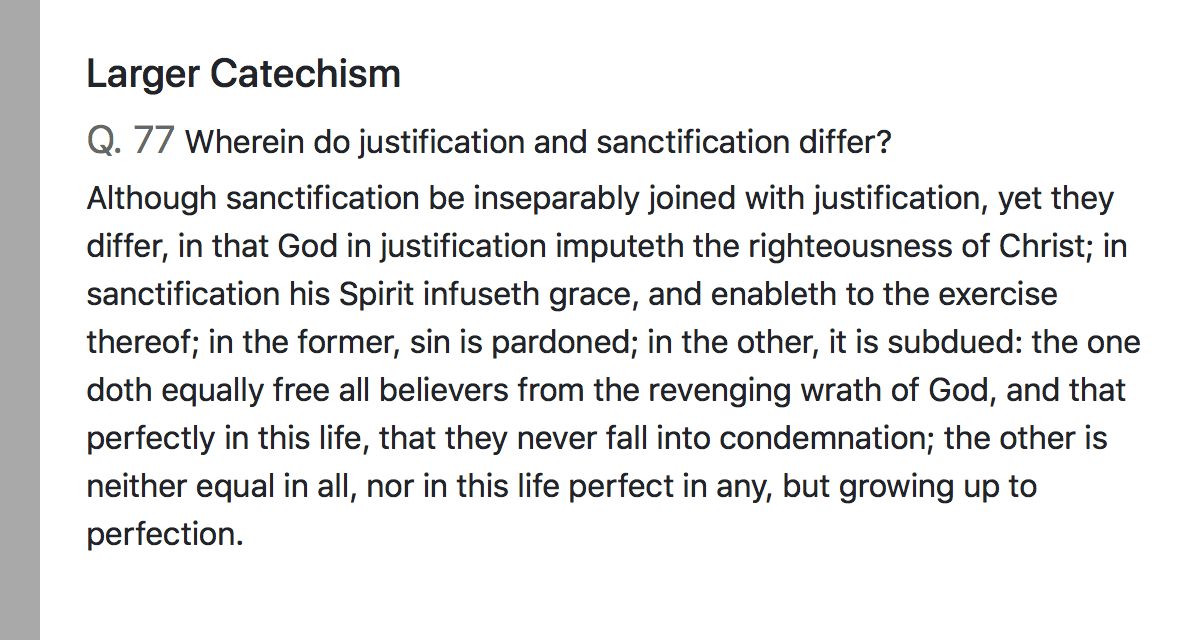 Larger Catechism
Q. 77 Wherein do justification and sanctification differ?
Although sanctification be inseparably joined with justification, yet they
differ, in that God in justification imputeth the righteousness of Christ; in
sanctification his Spirit infuseth grace, and enableth to the exercise
thereof; in the former, sin is pardoned; in the other, it is subdued: the one
doth equally free all believers from the revenging wrath of God, and that
perfectly in this life, that they never fall into condemnation; the other is
neither equal in all, nor in this life perfect in any, but growing up to
perfection.